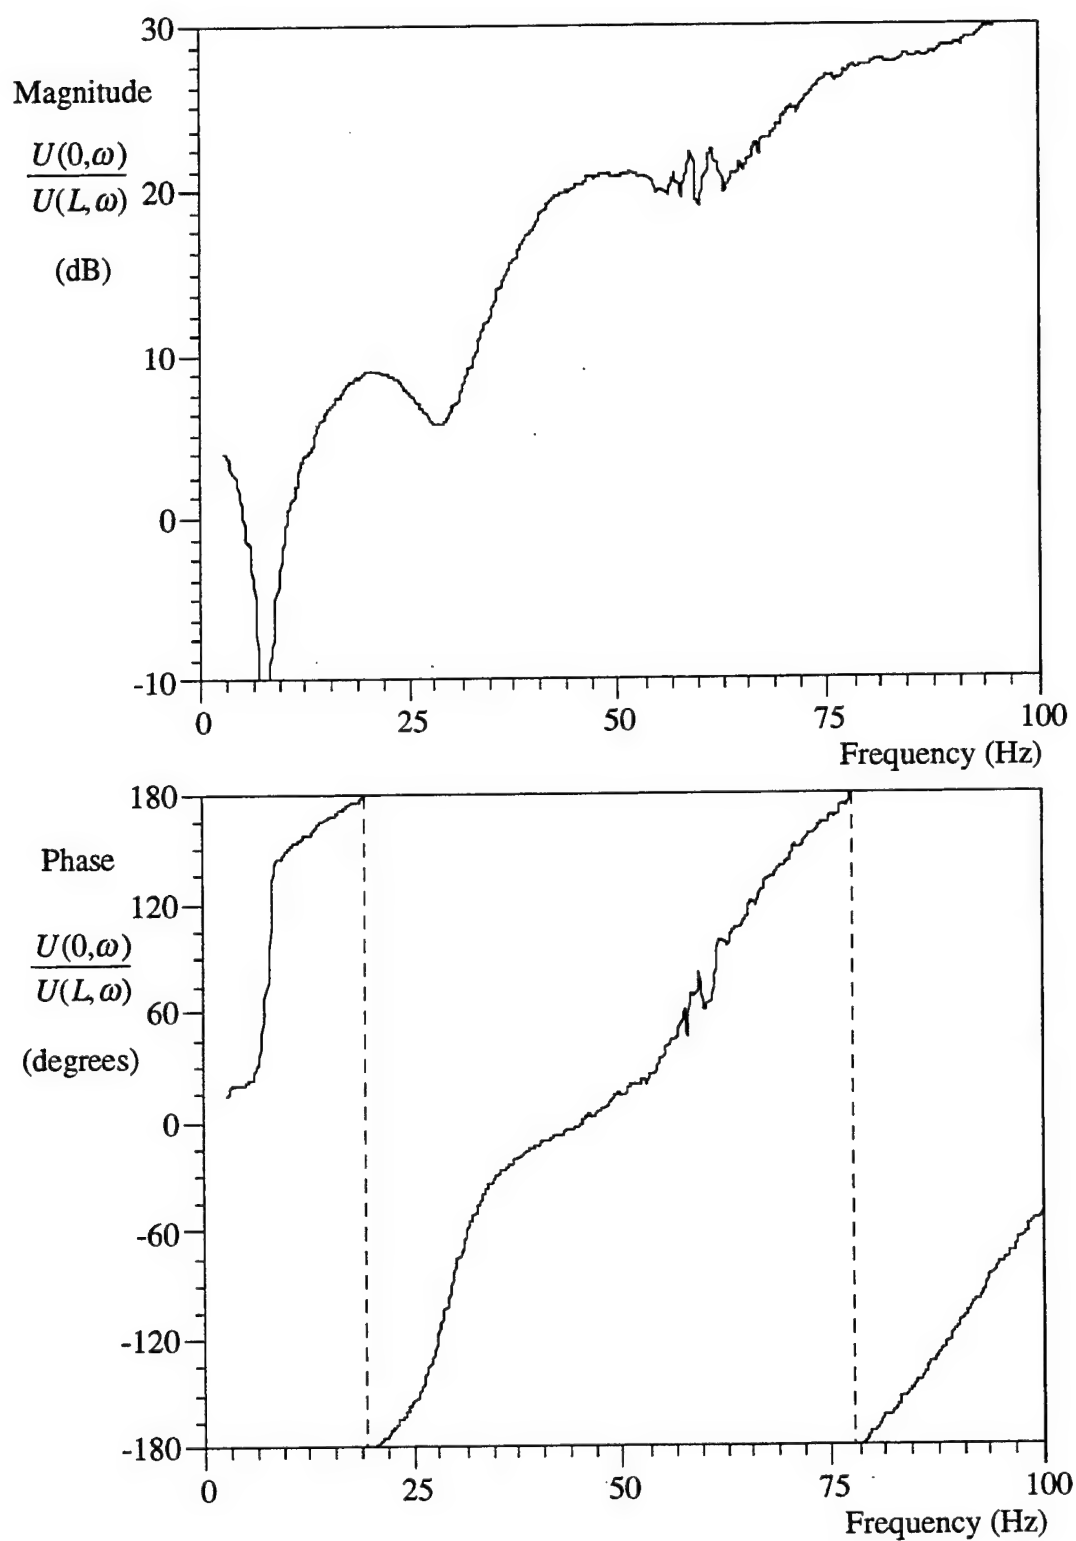 30
Magnitude
U(0,ω)
U(L,ω)
20
(dB)
10
0
-10
0 25 50 75 100
Frequency (Hz)
180
Phase
120
U(0,ω)
U(L,ω)
60
(degrees)
0
-60
-120
-180
0 25 50 75 100
Frequency (Hz)